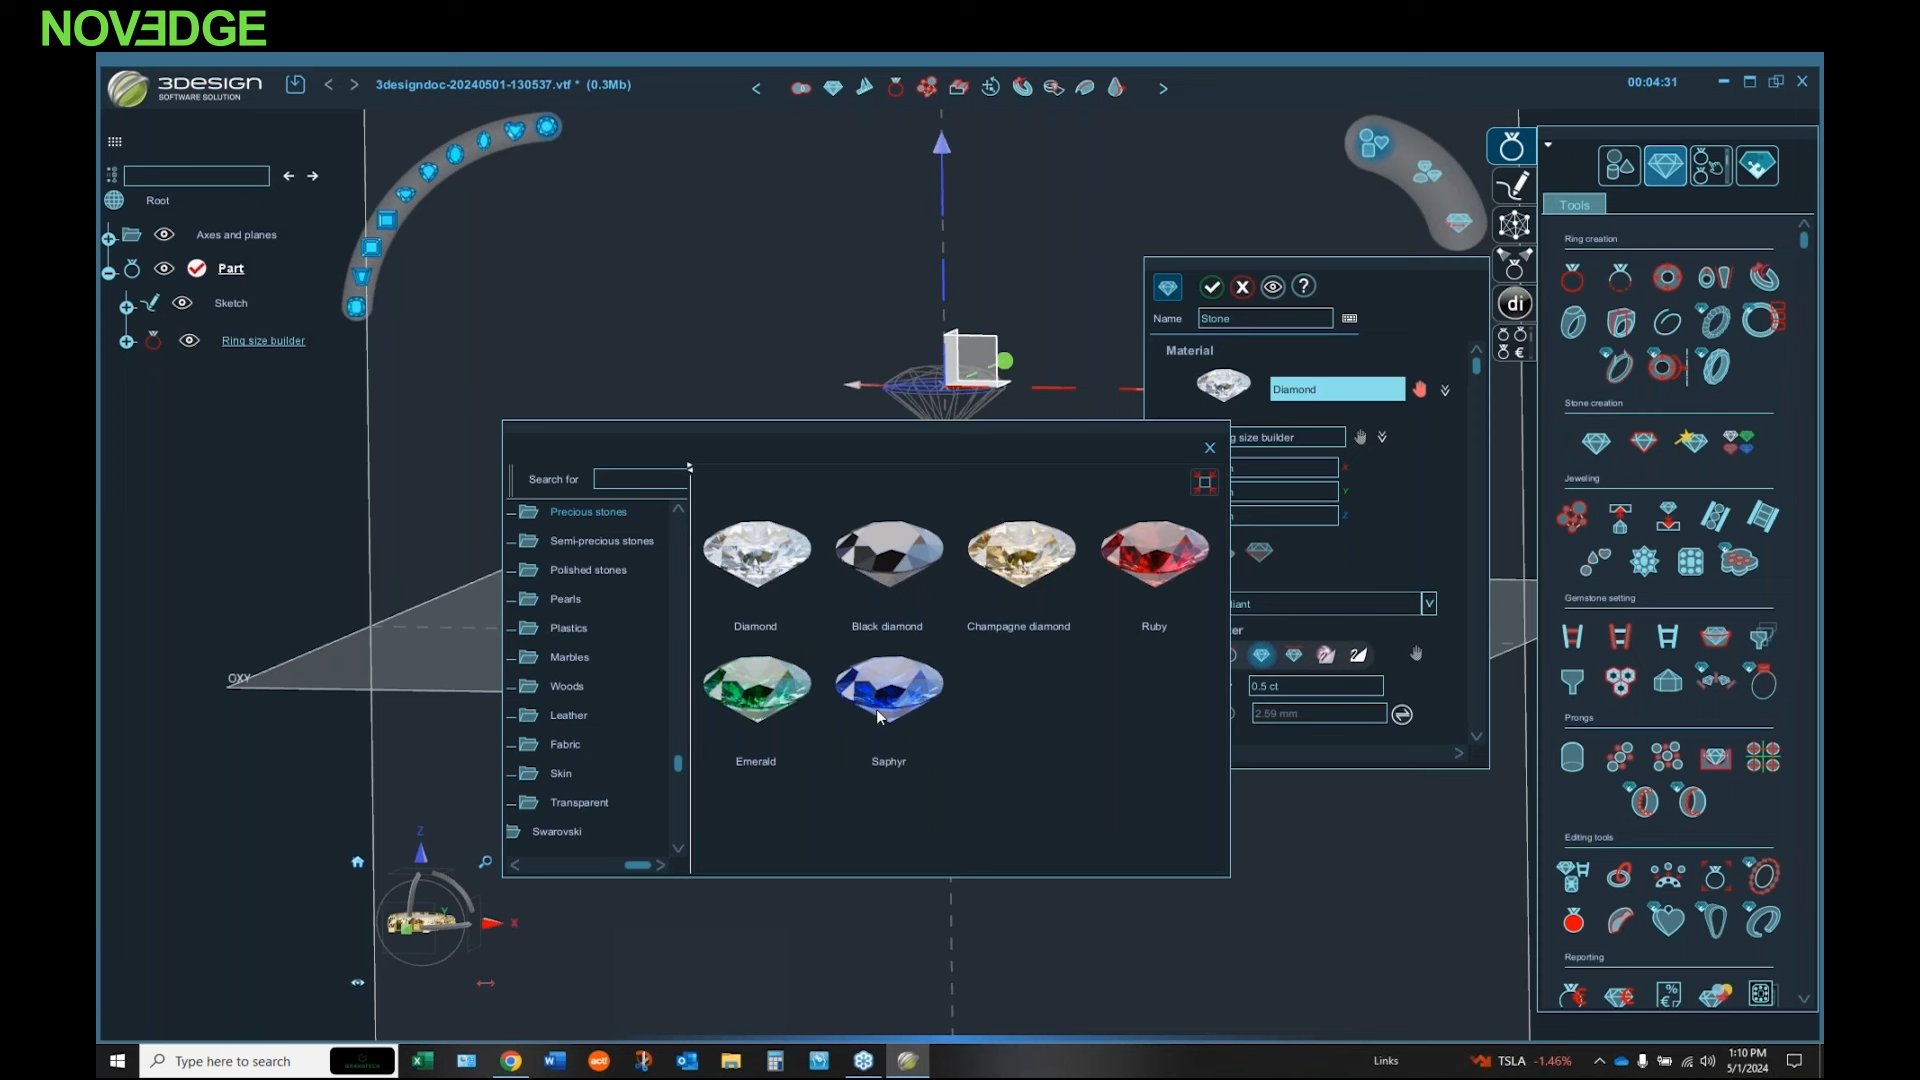 NOVEDGE
3DESIGN
SOFTWARE SOLUTION
3designdoc-20240501-130537.vtf * (0.3Mb)
00:04:31
Root
Axes and planes
Part
Sketch
Ring size builder
OXY
Z
Y
X
Name
Stone
Material
Diamond
g size builder
X
Y
Z
iant
er
0.5 ct
2.59 mm
Search for
Precious stones
Semi-precious stones
Polished stones
Pearls
Plastics
Marbles
Woods
Leather
Fabric
Skin
Transparent
Swarovski
Diamond
Black diamond
Champagne diamond
Ruby
Emerald
Saphyr
di
Tools
Ring creation
Stone creation
Jeweling
Gemstone setting
Prongs
Editing tools
Reporting
Type here to search
Links
TSLA -1.46%
1:10 PM
5/1/2024